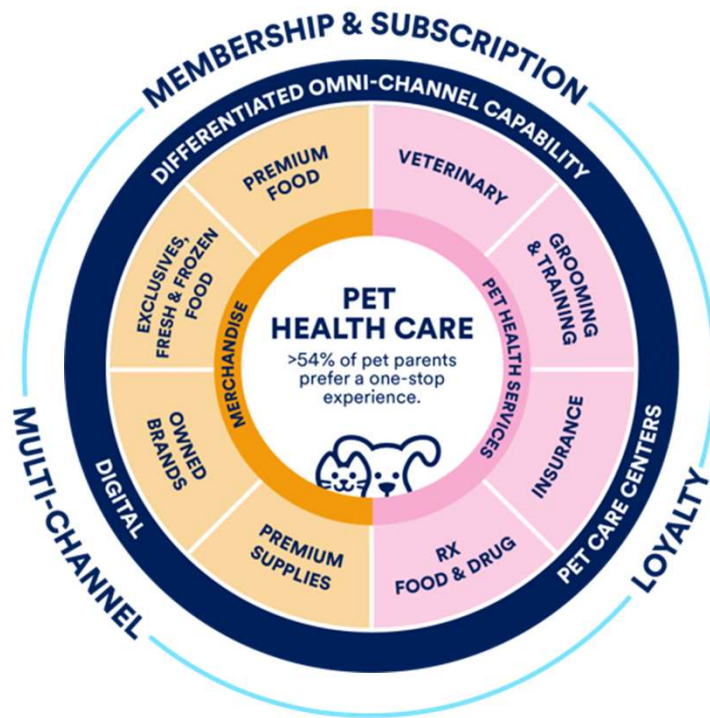 MEMBERSHIP & SUBSCRIPTION
DIFFERENTIATED OMNI-CHANNEL CAPABILITY
PREMIUM
FOOD
VETERINARY
EXCLUSIVES,
FRESH & FROZEN
FOOD
GROOMING
& TRAINING
MERCHANDISE
PET
HEALTH CARE
>54% of pet parents
prefer a one-stop
experience.
PET HEALTH SERVICES
OWNED
BRANDS
INSURANCE
PREMIUM
SUPPLIES
RX
FOOD & DRUG
DIGITAL
PET CARE CENTERS
MULTI-CHANNEL
LOYALTY